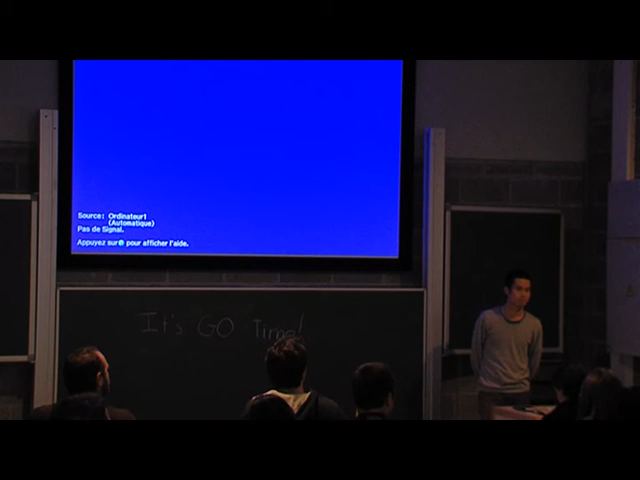 Source: Ordinateur1
(Automatique)
Pas de Signal.
Appuyez sur ? pour afficher l'aide.
It's GO Time!